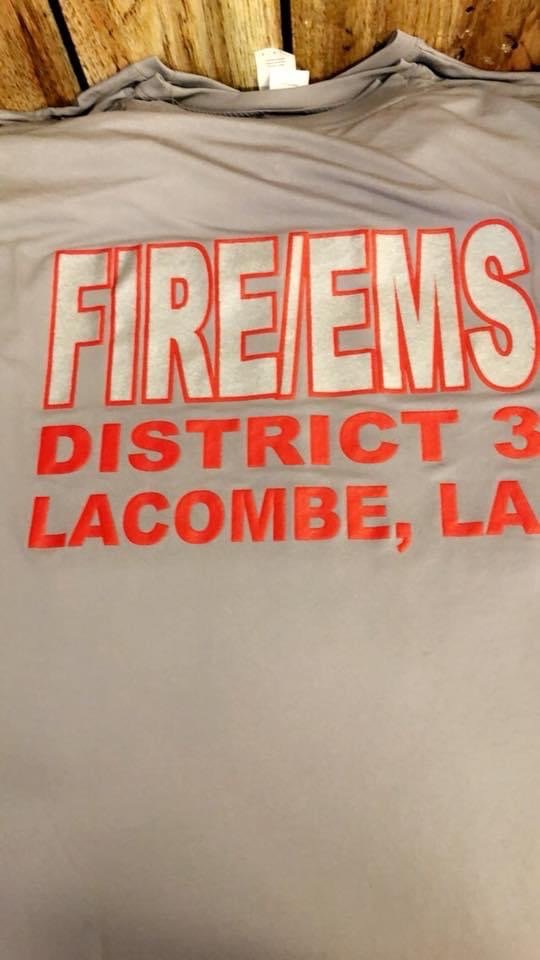 FIRE/EMS
DISTRICT 3
LACOMBE, LA